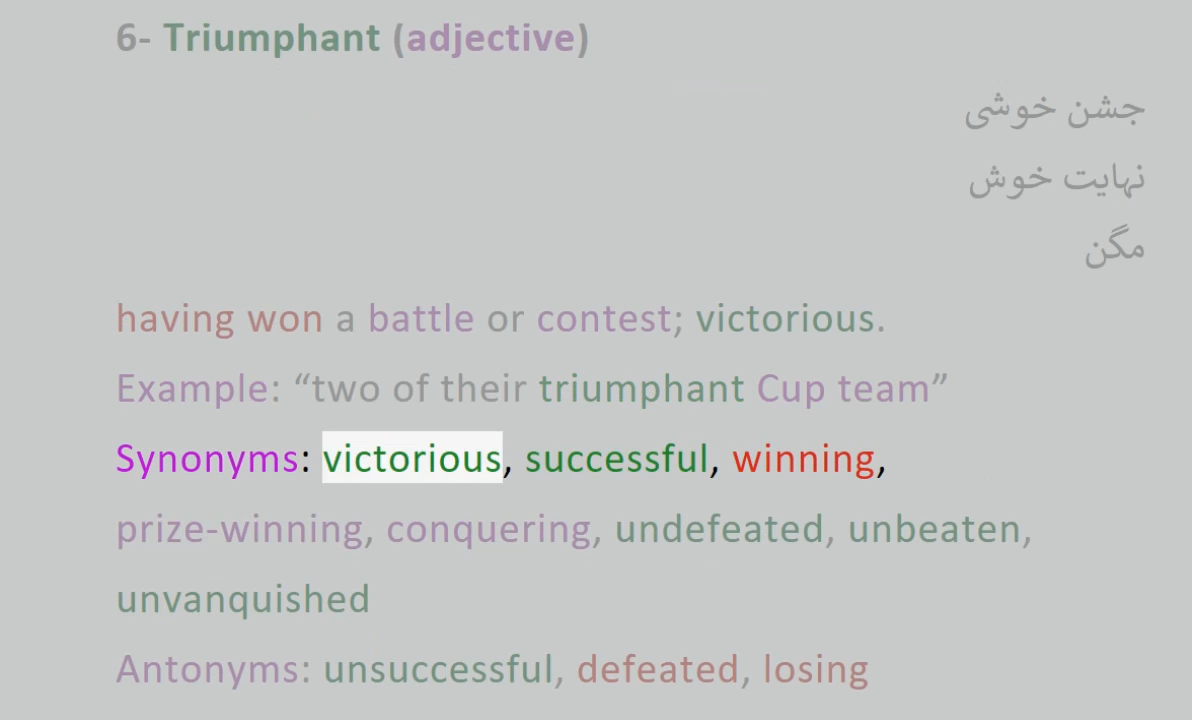 6- Triumphant (adjective)
جشن خوشی
نہایت خوش
مگن
having won a battle or contest; victorious.
Example: “two of their triumphant Cup team”
Synonyms: victorious, successful, winning,
prize-winning, conquering, undefeated, unbeaten,
unvanquished
Antonyms: unsuccessful, defeated, losing